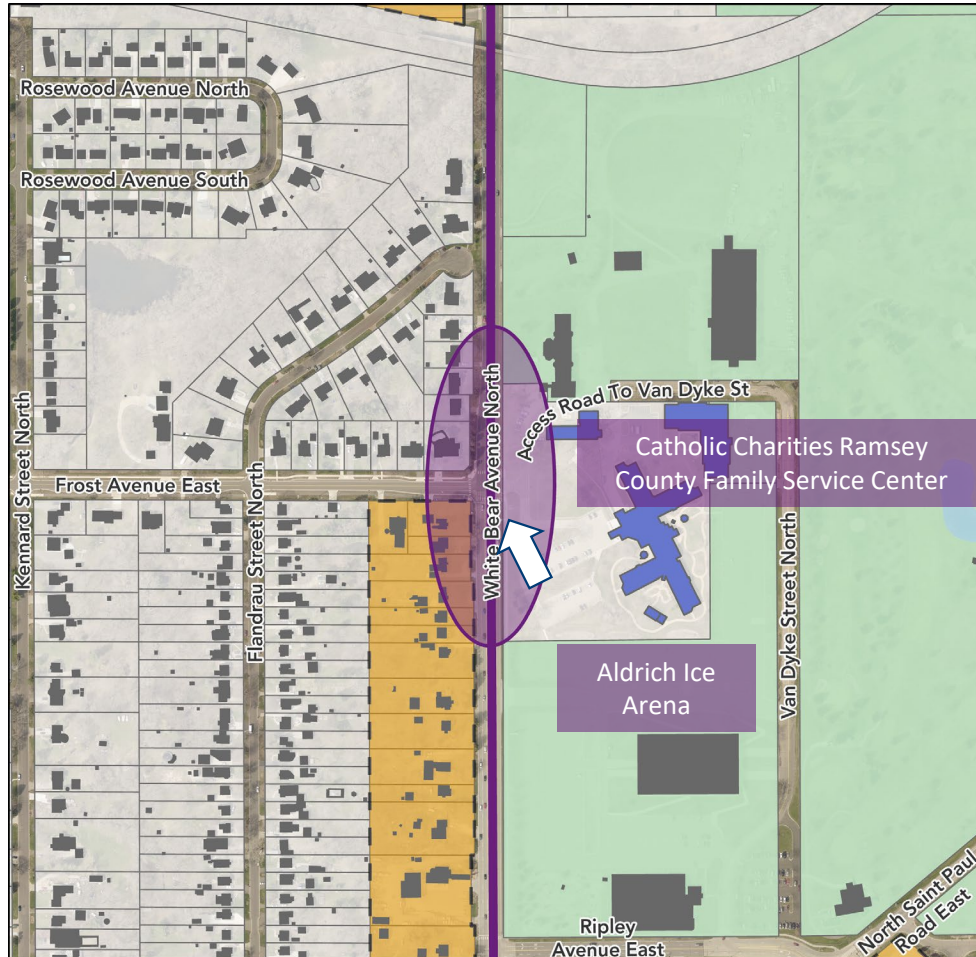 Rosewood Avenue North
Rosewood Avenue South
Kennard Street North
Frost Avenue East
Flandrau Street North
White Bear Avenue North
Access Road To Van Dyke St
Catholic Charities Ramsey
County Family Service Center
Van Dyke Street North
Aldrich Ice
Arena
Ripley
Avenue East
North Saint Paul
Road East